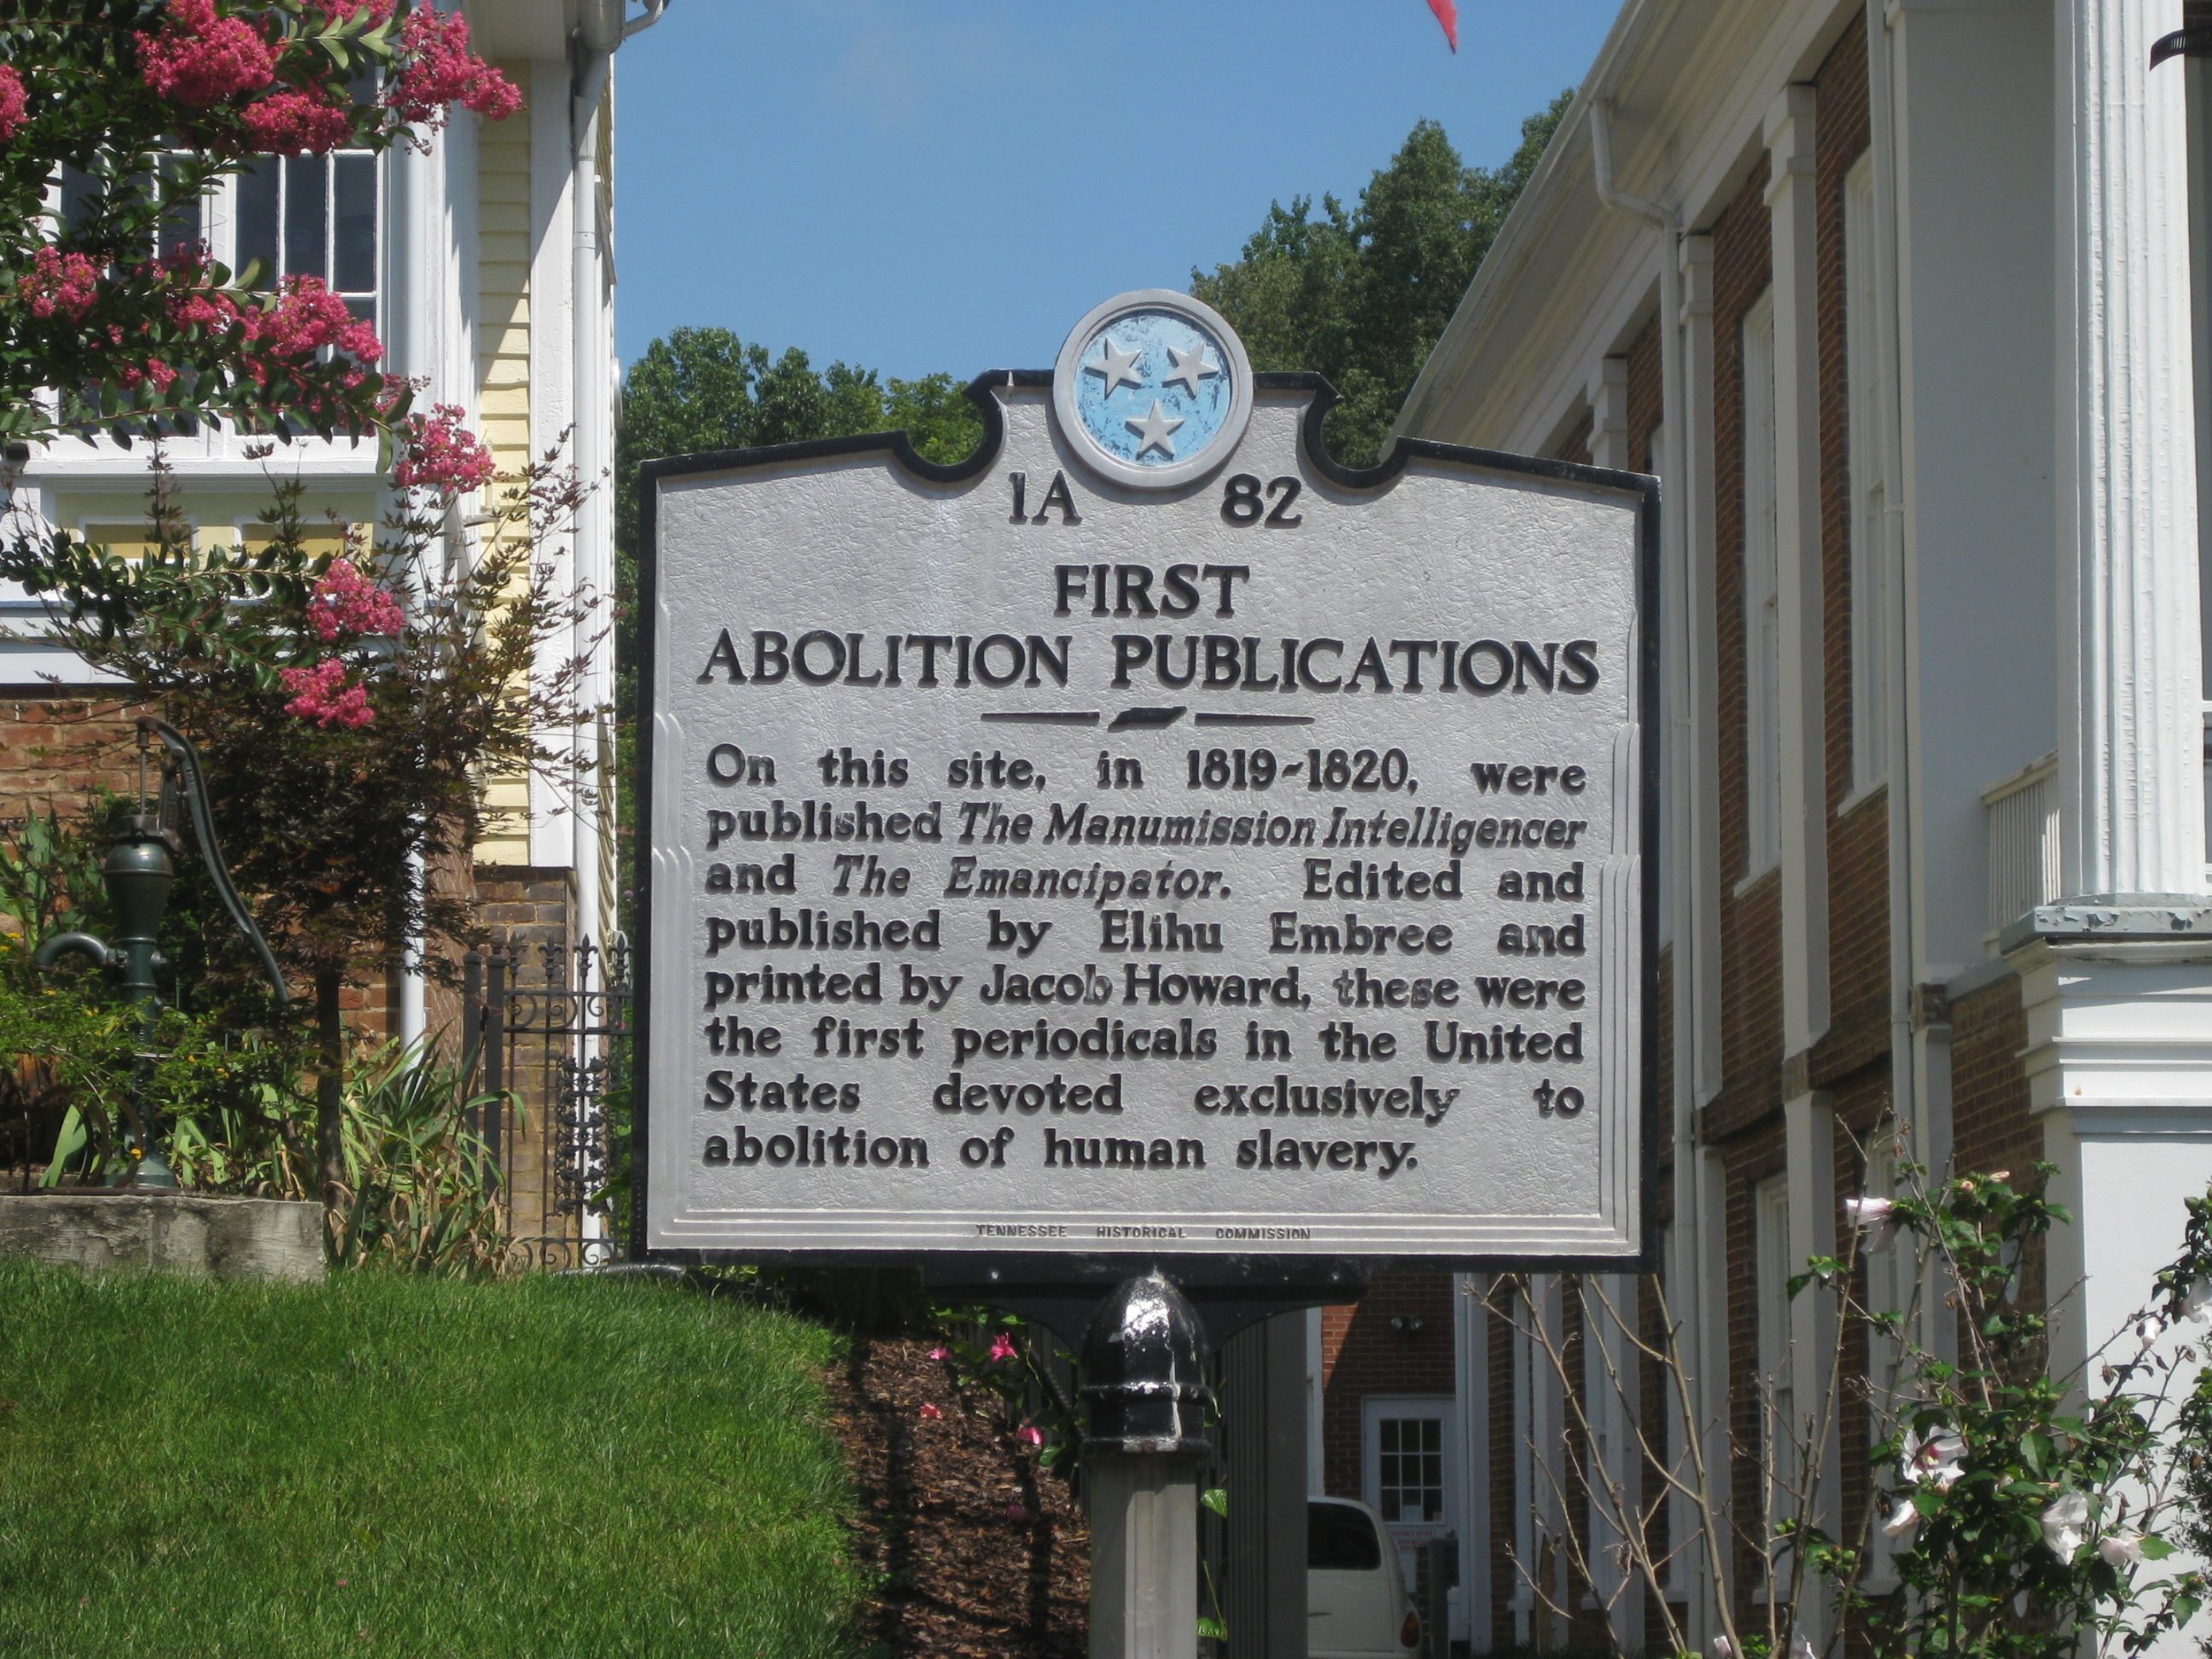 1A 82
FIRST
ABOLITION PUBLICATIONS
On this site, in 1819-1820, were
published The Manumission Intelligencer
and The Emancipator. Edited and
published by Elihu Embree and
printed by Jacob Howard, these were
the first periodicals in the United
States devoted exclusively to
abolition of human slavery.
TENNESSEE HISTORICAL COMMISSION